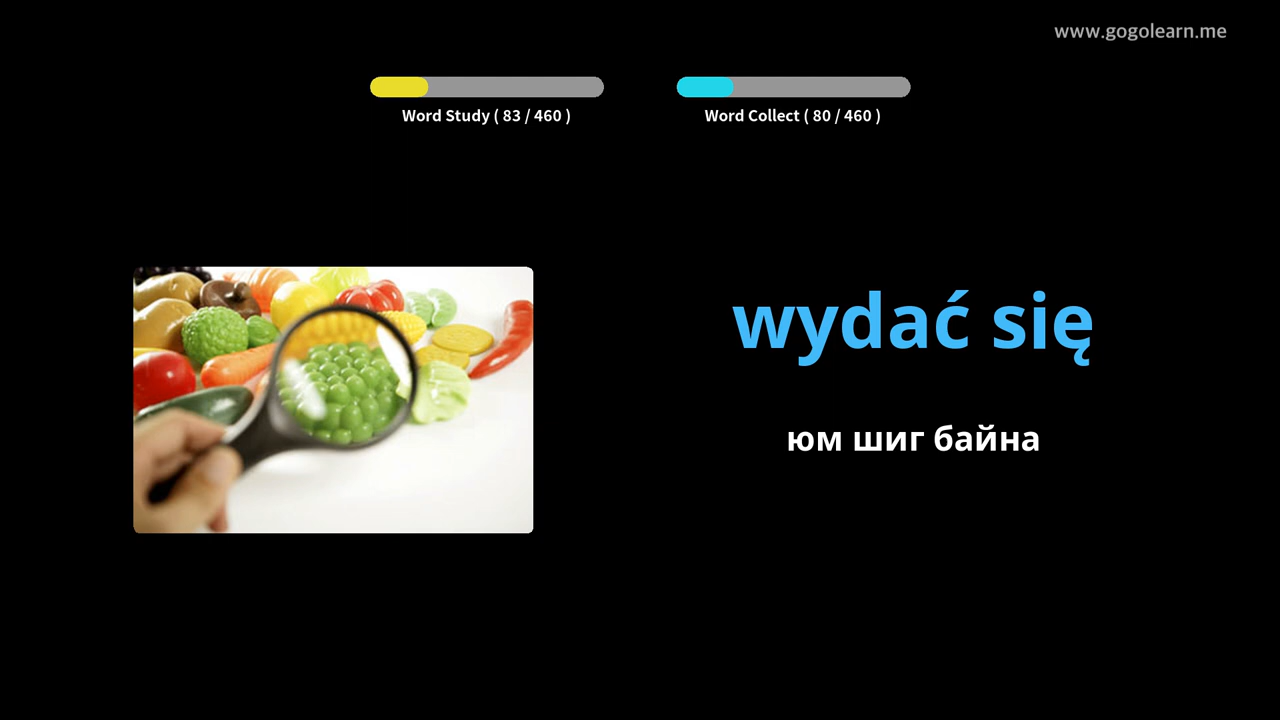 www.gogolearn.me
Word Study ( 83 / 460 )
Word Collect ( 80 / 460 )
wydać się
юм шиг байна